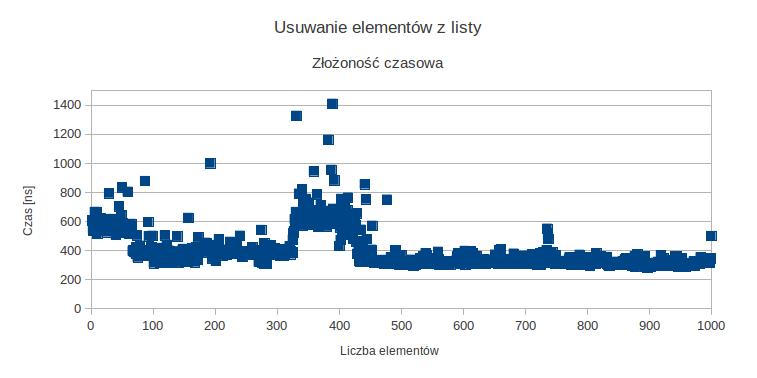 Usuwanie elementów z listy
Złożoność czasowa
1400
1200
1000
800
600
400
200
0
Czas [ns]
0 100 200 300 400 500 600 700 800 900 1000
Liczba elementów